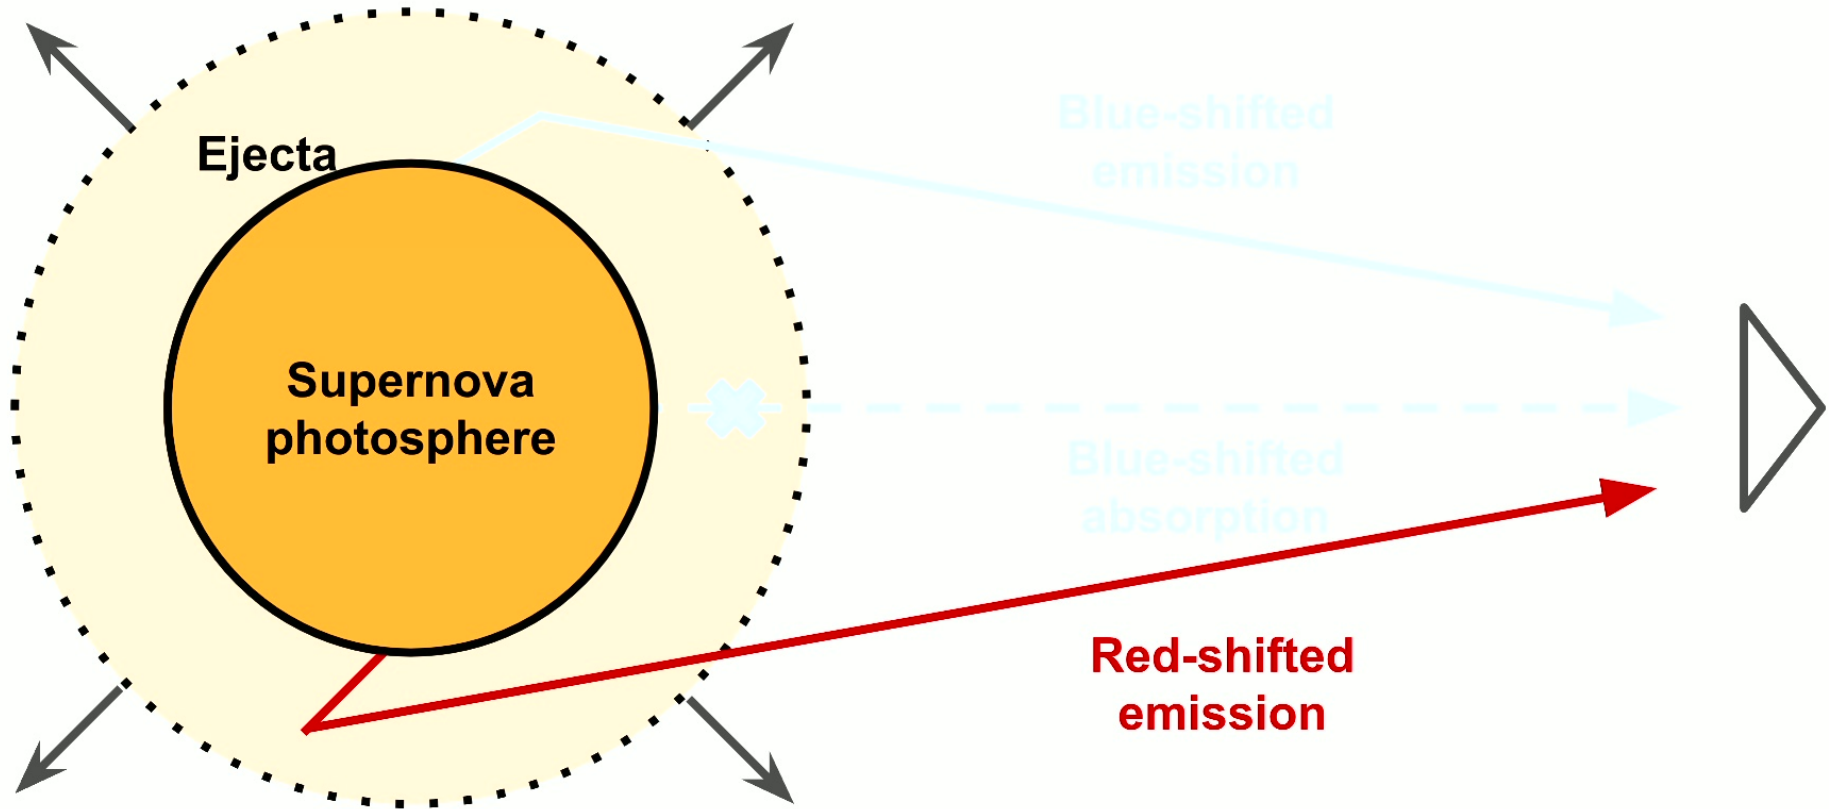 Blue-shifted
emission
Ejecta
Supernova
photosphere
Blue-shifted
absorption
Red-shifted
emission